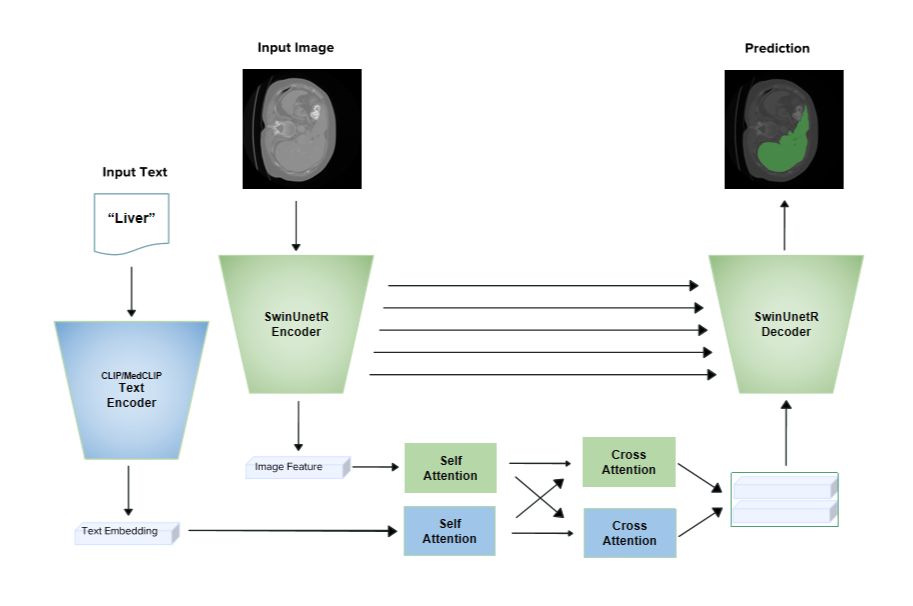 Input Image
Prediction
Input Text
“Liver”
SwinUnetR
Encoder
SwinUnetR
Decoder
CLIP/MedCLIP
Text
Encoder
Image Feature
Self
Attention
Cross
Attention
Text Embedding
Self
Attention
Cross
Attention